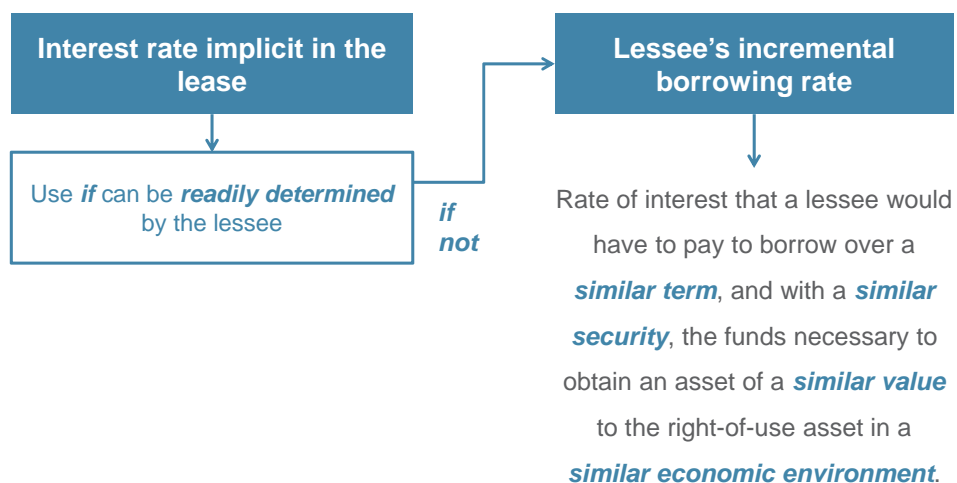 Interest rate implicit in the
lease
Use if can be readily determined
by the lessee
if
not
Lessee’s incremental
borrowing rate
Rate of interest that a lessee would
have to pay to borrow over a
similar term, and with a similar
security, the funds necessary to
obtain an asset of a similar value
to the right-of-use asset in a
similar economic environment.